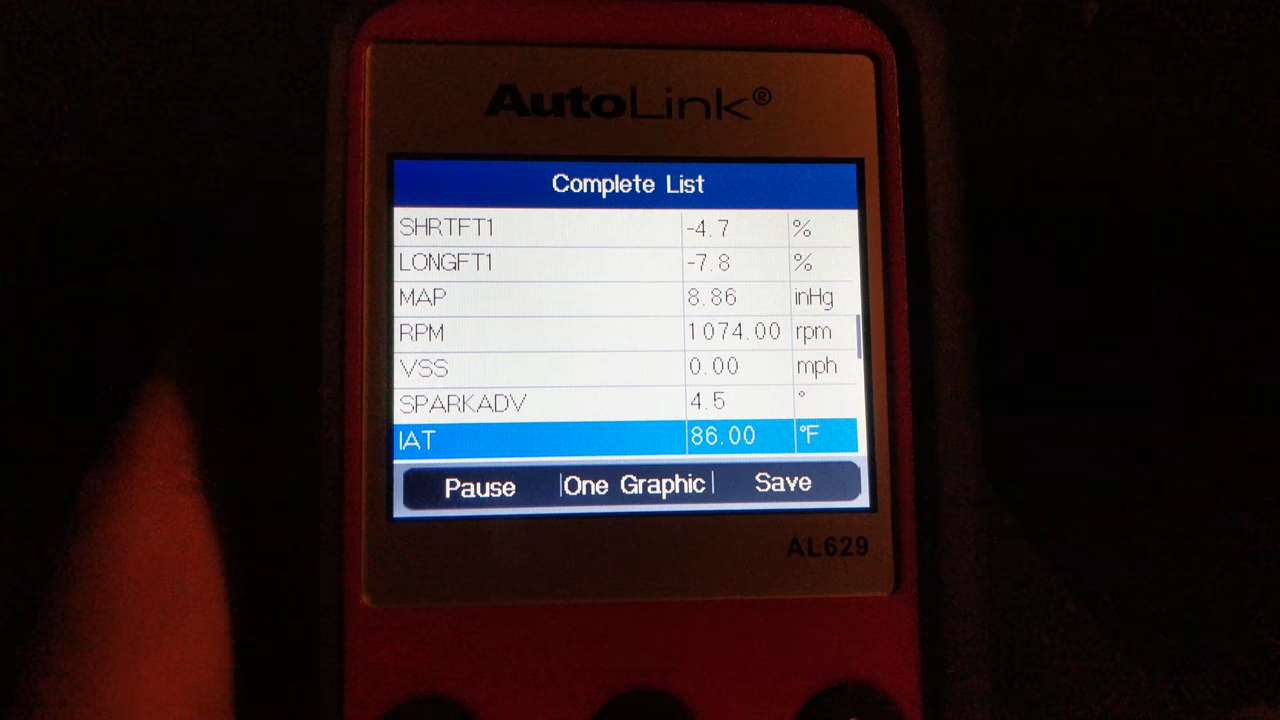 AutoLink®
Complete List
SHRTFT1 -4.7 %
LONGFT1 -7.8 %
MAP 8.86 inHg
RPM 1074.00 rpm
VSS 0.00 mph
SPARKADV 4.5 °
IAT 86.00 °F
Pause One Graphic Save
AL629